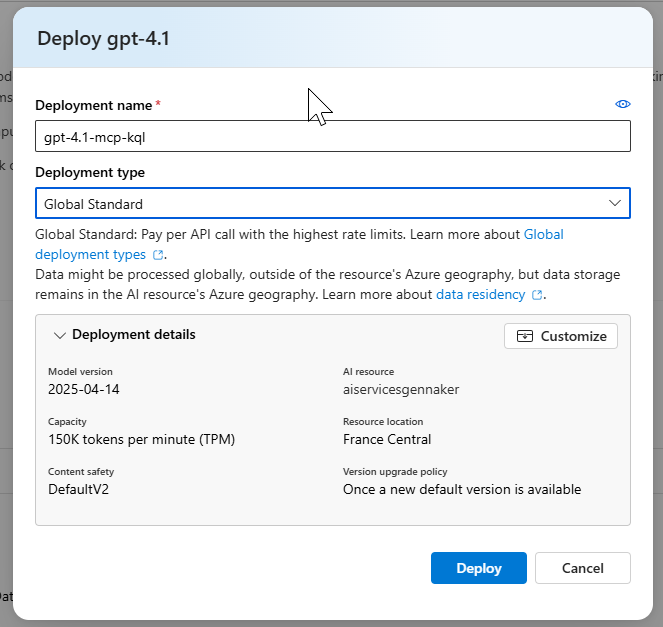 Deploy gpt-4.1
Deployment name *
gpt-4.1-mcp-kql
Deployment type
Global Standard
Global Standard: Pay per API call with the highest rate limits. Learn more about Global
deployment types.
Data might be processed globally, outside of the resource's Azure geography, but data storage
remains in the AI resource's Azure geography. Learn more about data residency.
Deployment details
Customize
Model version
AI resource
2025-04-14
aiservicesgennaker
Capacity
Resource location
150K tokens per minute (TPM)
France Central
Content safety
Version upgrade policy
DefaultV2
Once a new default version is available
Deploy
Cancel